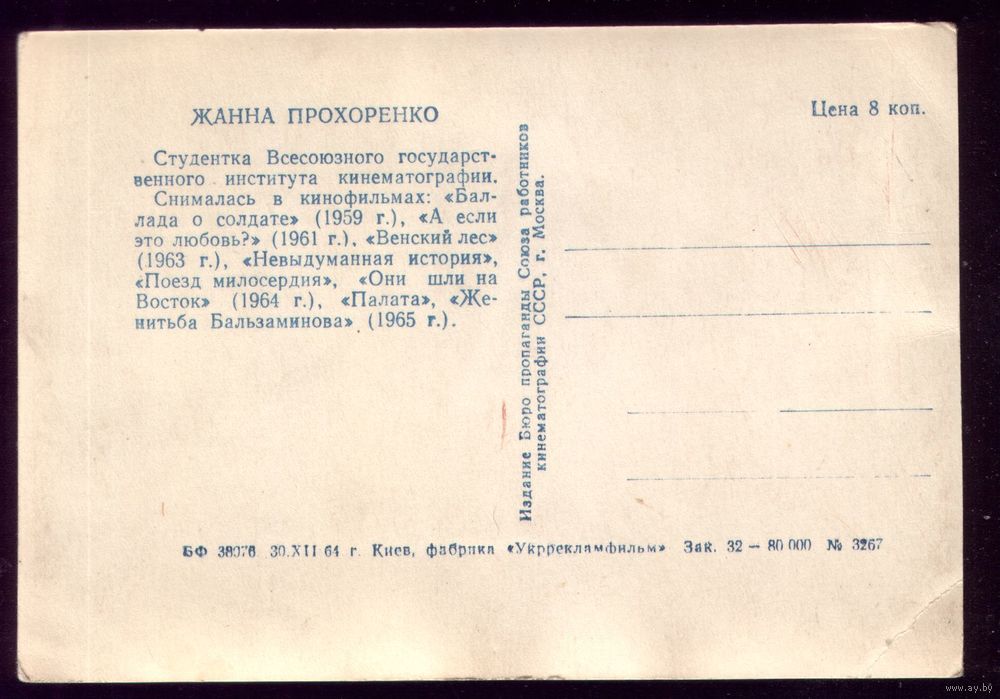 ЖАННА ПРОХОРЕНКО
Студентка Всесоюзного государст-
венного института кинематографии.
Снималась в кинофильмах: «Бал-
лада о солдате» (1959 г.), «А если
это любовь?» (1961 г.), «Венский лес»
(1963 г.), «Невыдуманная история»,
«Поезд милосердия», «Они шли на
Восток» (1964 г.), «Палата», «Же-
нитьба Бальзаминова» (1965 г.).
Издание Бюро пропаганды Союза работников
кинематографии СССР, г. Москва.
Цена 8 коп.
БФ 38076 30.XII 64 г. Киев, фабрика «Укррекламфильм» Зак. 32 — 80 000 № 3267
www.ay.by